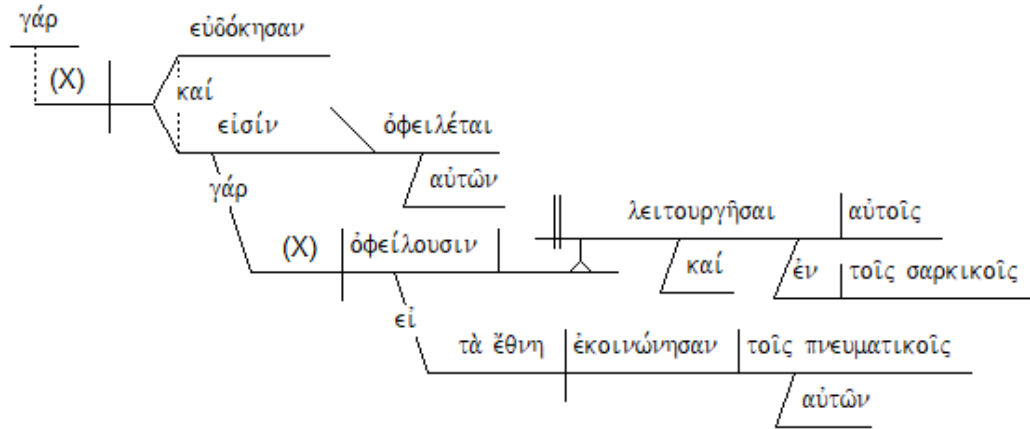 γάρ
εὐδόκησαν
(X)
καί
εἰσίν ὀφειλέται
γάρ αὐτῶν
λειτουργῆσαι αὐτοῖς
(X) ὀφείλουσιν
καί ἐν τοῖς σαρκικοῖς
εἰ
τὰ ἔθνη ἐκοινώνησαν τοῖς πνευματικοῖς
αὐτῶν